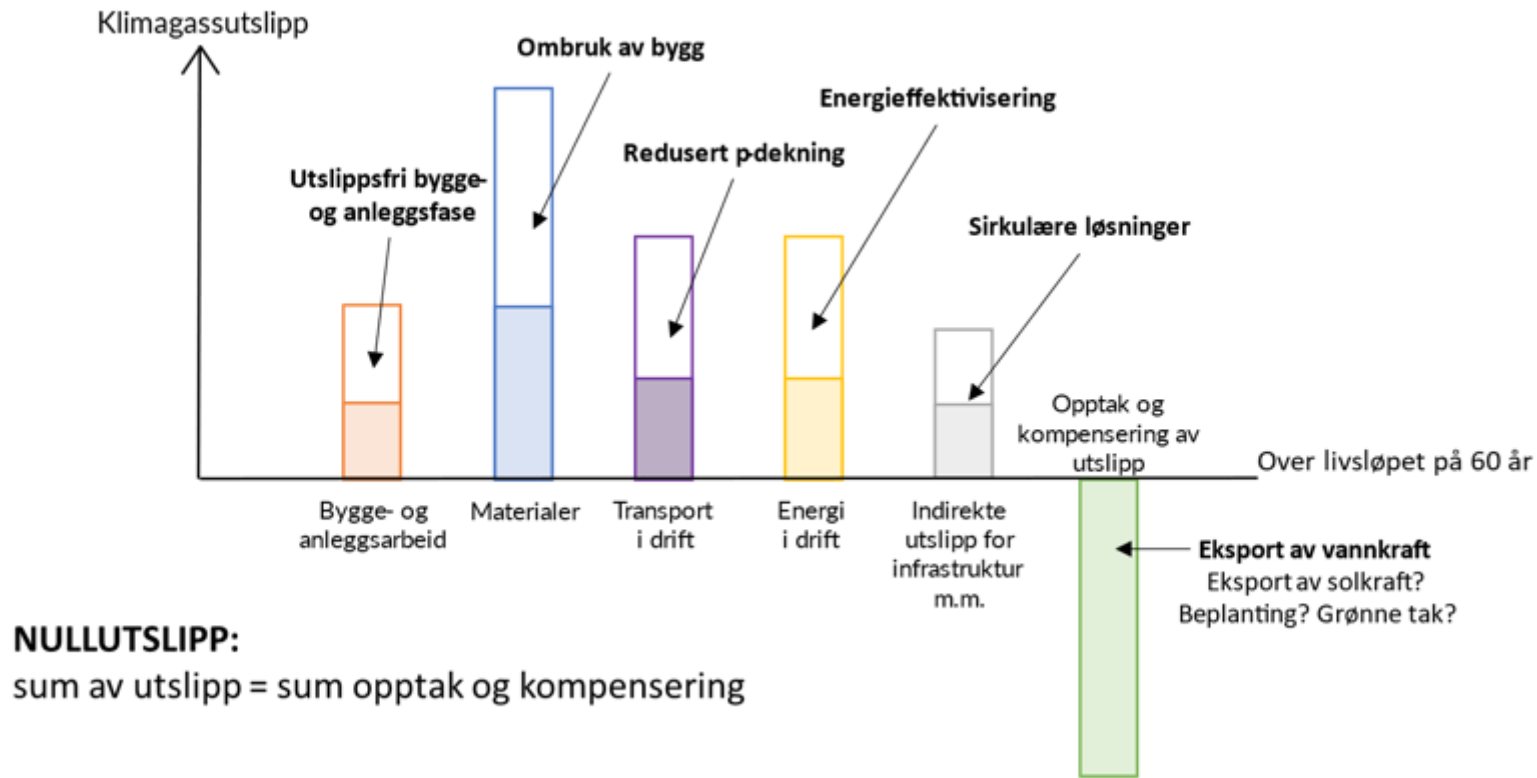 Klimagassutslipp
Ombruk av bygg
Energieffektivisering
Redusert p-dekning
Utslippsfri bygge-
og anleggsfase
Sirkulære løsninger
Opptak og
kompensering av
utslipp
Over livsløpet på 60 år
Bygge- og
anleggsarbeid
Materialer
Transport
i drift
Energi
i drift
Indirekte
utslipp for
infrastruktur
m.m.
Eksport av vannkraft
Eksport av solkraft?
Beplanting? Grønne tak?
NULLUTSLIPP:
sum av utslipp = sum opptak og kompensering